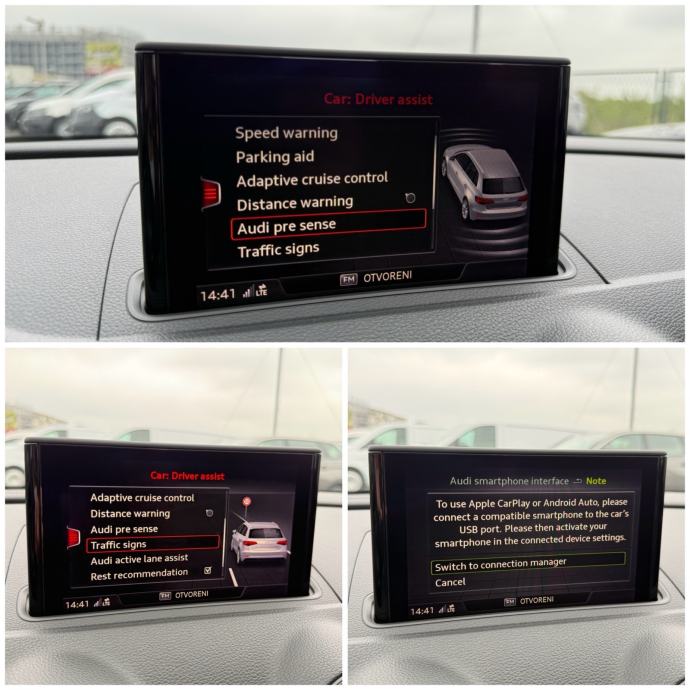 Car: Driver assist
Speed warning
Parking aid
Adaptive cruise control
Distance warning
Audi pre sense
Traffic signs
FM OTVORENI
14:41 LTE
Car: Driver assist
Adaptive cruise control
Distance warning
Audi pre sense
Traffic signs
Audi active lane assist
Rest recommendation
FM OTVORENI
14:41 LTE
Audi smartphone interface Note
To use Apple CarPlay or Android Auto, please
connect a compatible smartphone to the car's
USB port. Please then activate your
smartphone in the connected device settings.
Switch to connection manager
Cancel
FM OTVORENI
14:41 LTE